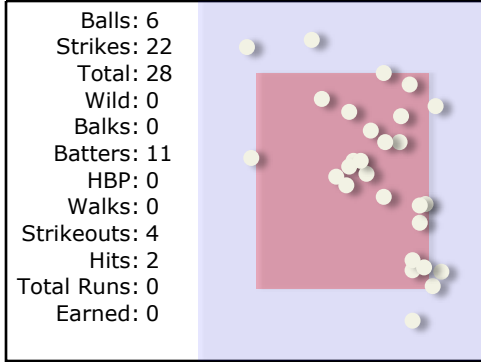 Balls: 6
Strikes: 22
Total: 28
Wild: 0
Balks: 0
Batters: 11
HBP: 0
Walks: 0
Strikeouts: 4
Hits: 2
Total Runs: 0
Earned: 0